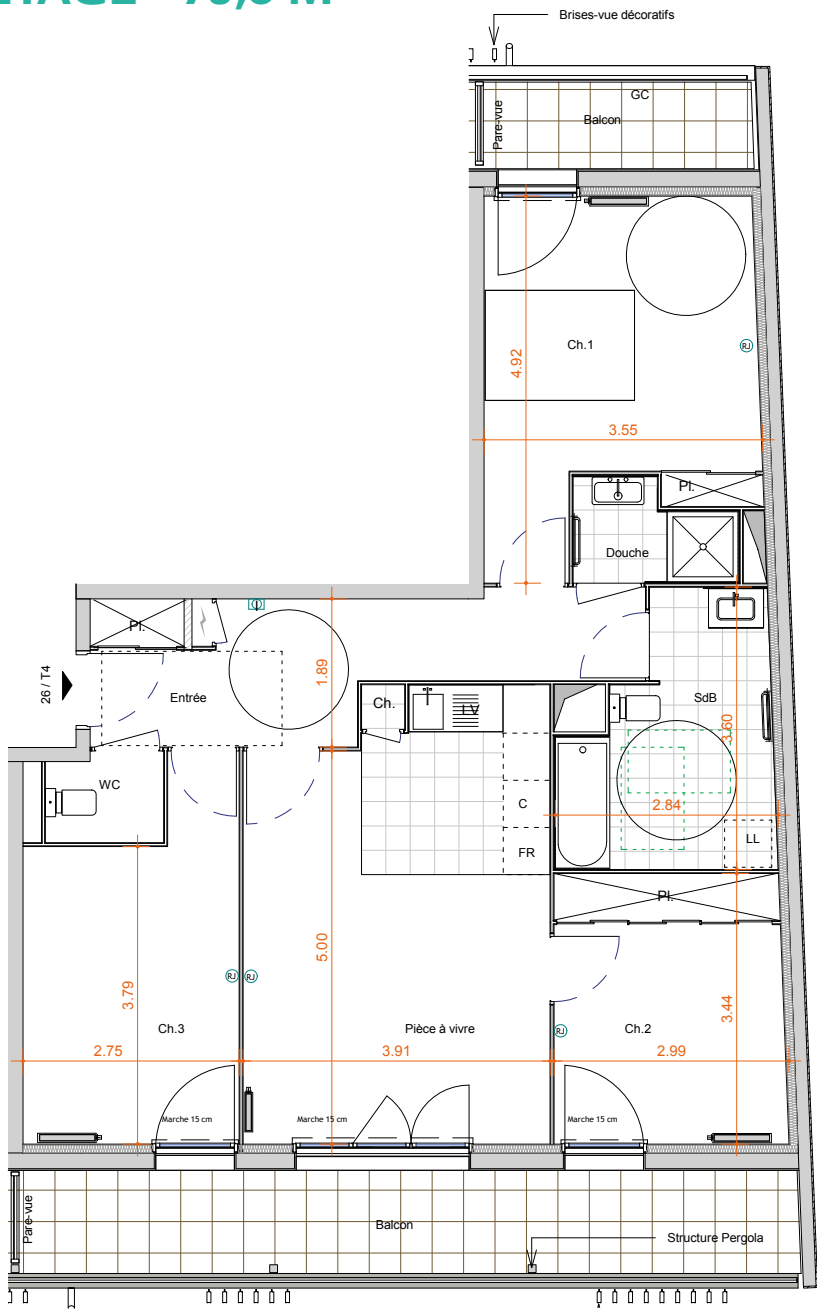 Brises-vue décoratifs
GC
Balcon
Pare-vue
Ch.1
RJ
4.92
3.55
Pl.
Douche
Pl.
26 / T4
Entrée
1.89
Ch.
LV
SdB
3.60
WC
C
2.84
FR
LL
Pl.
5.00
3.79
RJ
RJ
3.44
Ch.3
Pièce à vivre
RJ
Ch.2
2.75
3.91
2.99
Marche 15 cm
Marche 15 cm
Marche 15 cm
Pare-vue
Balcon
Structure Pergola